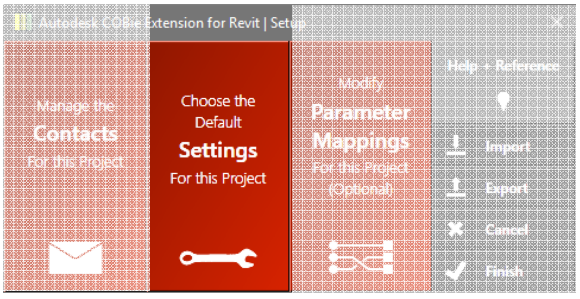 Autodesk COBie Extension for Revit | Setup
Manage the
Contacts
For this Project
Choose the
Default
Settings
For this Project
Modify
Parameter
Mappings
For this Project
(Optional)
Help + Reference
Import
Export
Cancel
Finish